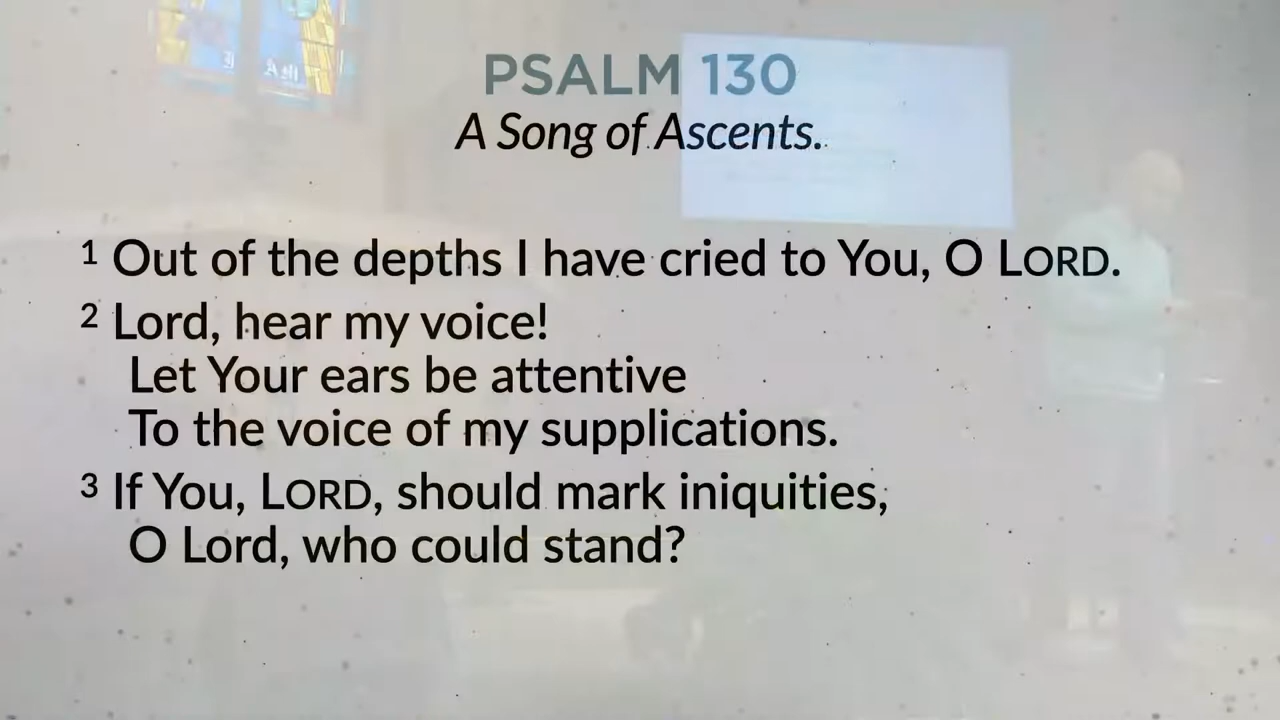 PSALM 130
A Song of Ascents.
1 Out of the depths I have cried to You, O LORD.
2 Lord, hear my voice!
Let Your ears be attentive
To the voice of my supplications.
3 If You, LORD, should mark iniquities,
O Lord, who could stand?